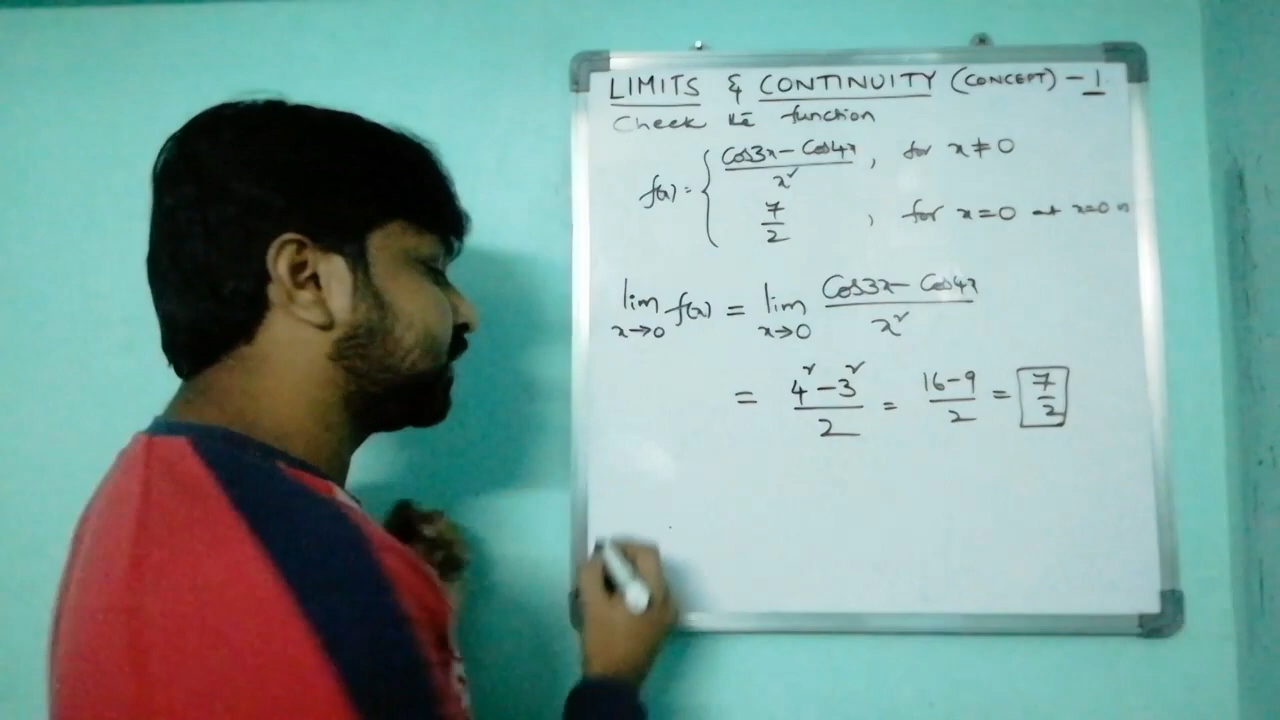 LIMITS & CONTINUITY (CONCEPT) - 1
Check the function
f(x) = { (Cos3x - Cos4x)/x², for x ≠ 0
7/2, for x = 0 at x=0
lim x→0 f(x) = lim x→0 (Cos3x - Cos4x)/x²
= (4² - 3²)/2 = (16-9)/2 = 7/2